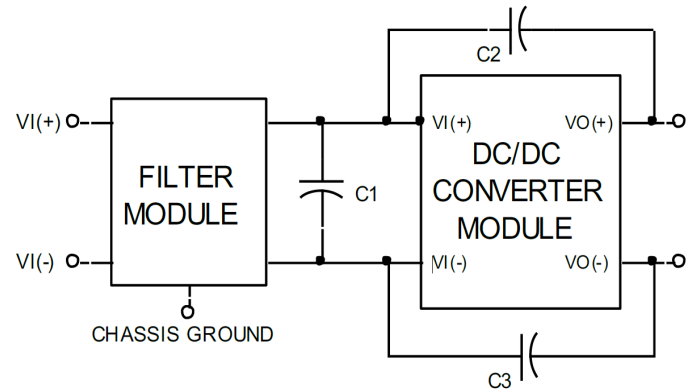 C2
VI(+)
VI(+)
VO(+)
FILTER
MODULE
C1
DC/DC
CONVERTER
MODULE
VI(-)
VI(-)
VO(-)
CHASSIS GROUND
C3